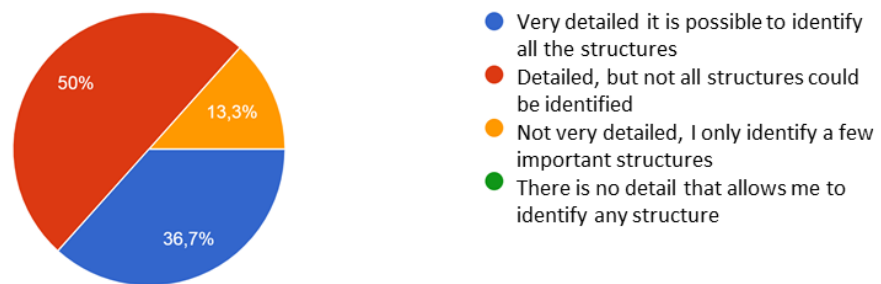 50%
13,3%
36,7%
Very detailed it is possible to identify
all the structures
Detailed, but not all structures could
be identified
Not very detailed, I only identify a few
important structures
There is no detail that allows me to
identify any structure